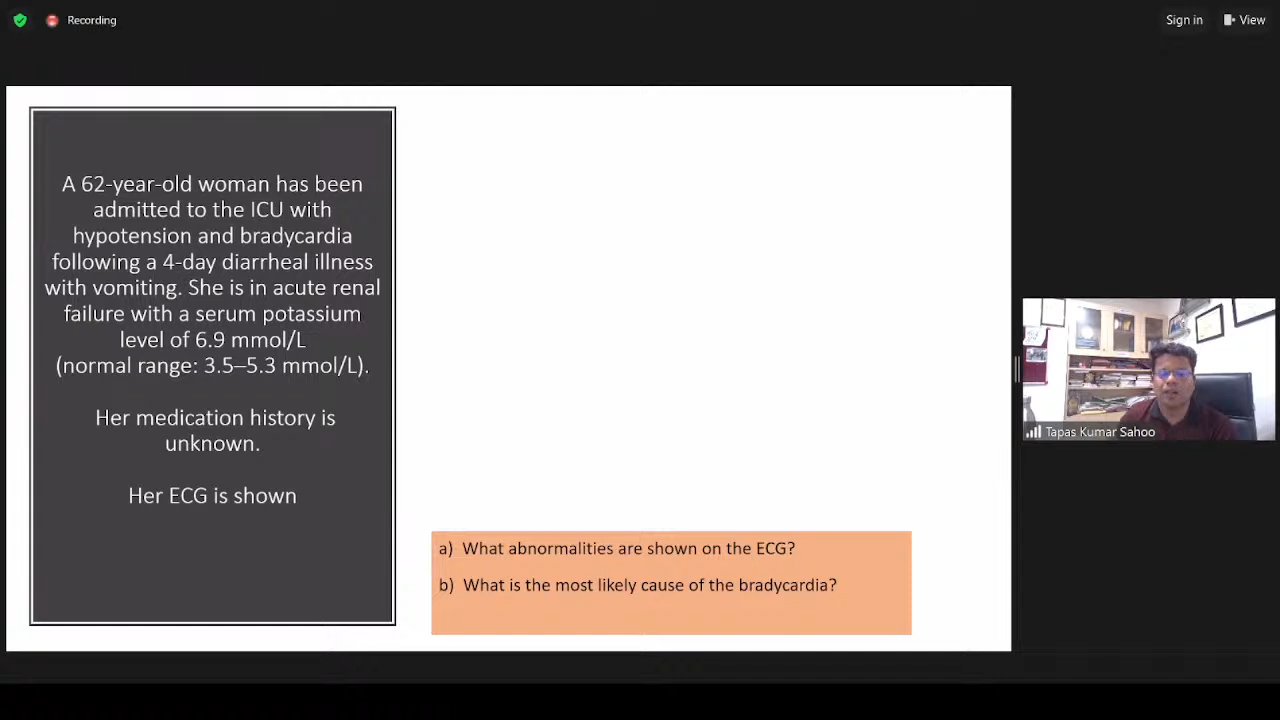 Recording
Sign in
View
A 62-year-old woman has been
admitted to the ICU with
hypotension and bradycardia
following a 4-day diarrheal illness
with vomiting. She is in acute renal
failure with a serum potassium
level of 6.9 mmol/L
(normal range: 3.5–5.3 mmol/L).
Her medication history is
unknown.
Her ECG is shown
a) What abnormalities are shown on the ECG?
b) What is the most likely cause of the bradycardia?
Tapas Kumar Sahoo